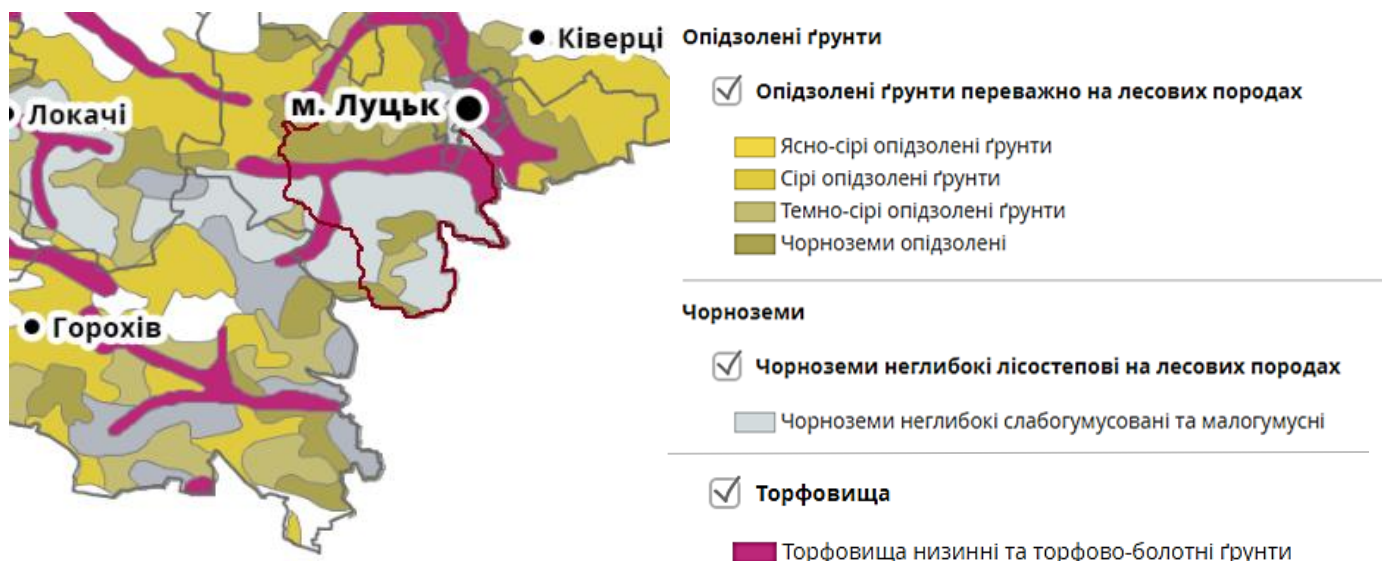 Ківерці
м. Луцьк
Локачі
Горохів
Опідзолені ґрунти
Опідзолені ґрунти переважно на лесових породах
Ясно-сірі опідзолені ґрунти
Сірі опідзолені ґрунти
Темно-сірі опідзолені ґрунти
Чорноземи опідзолені
Чорноземи
Чорноземи неглибокі лісостепові на лесових породах
Чорноземи неглибокі слабогумусовані та малогумусні
Торфовища
Торфовища низинні та торфово-болотні ґрунти